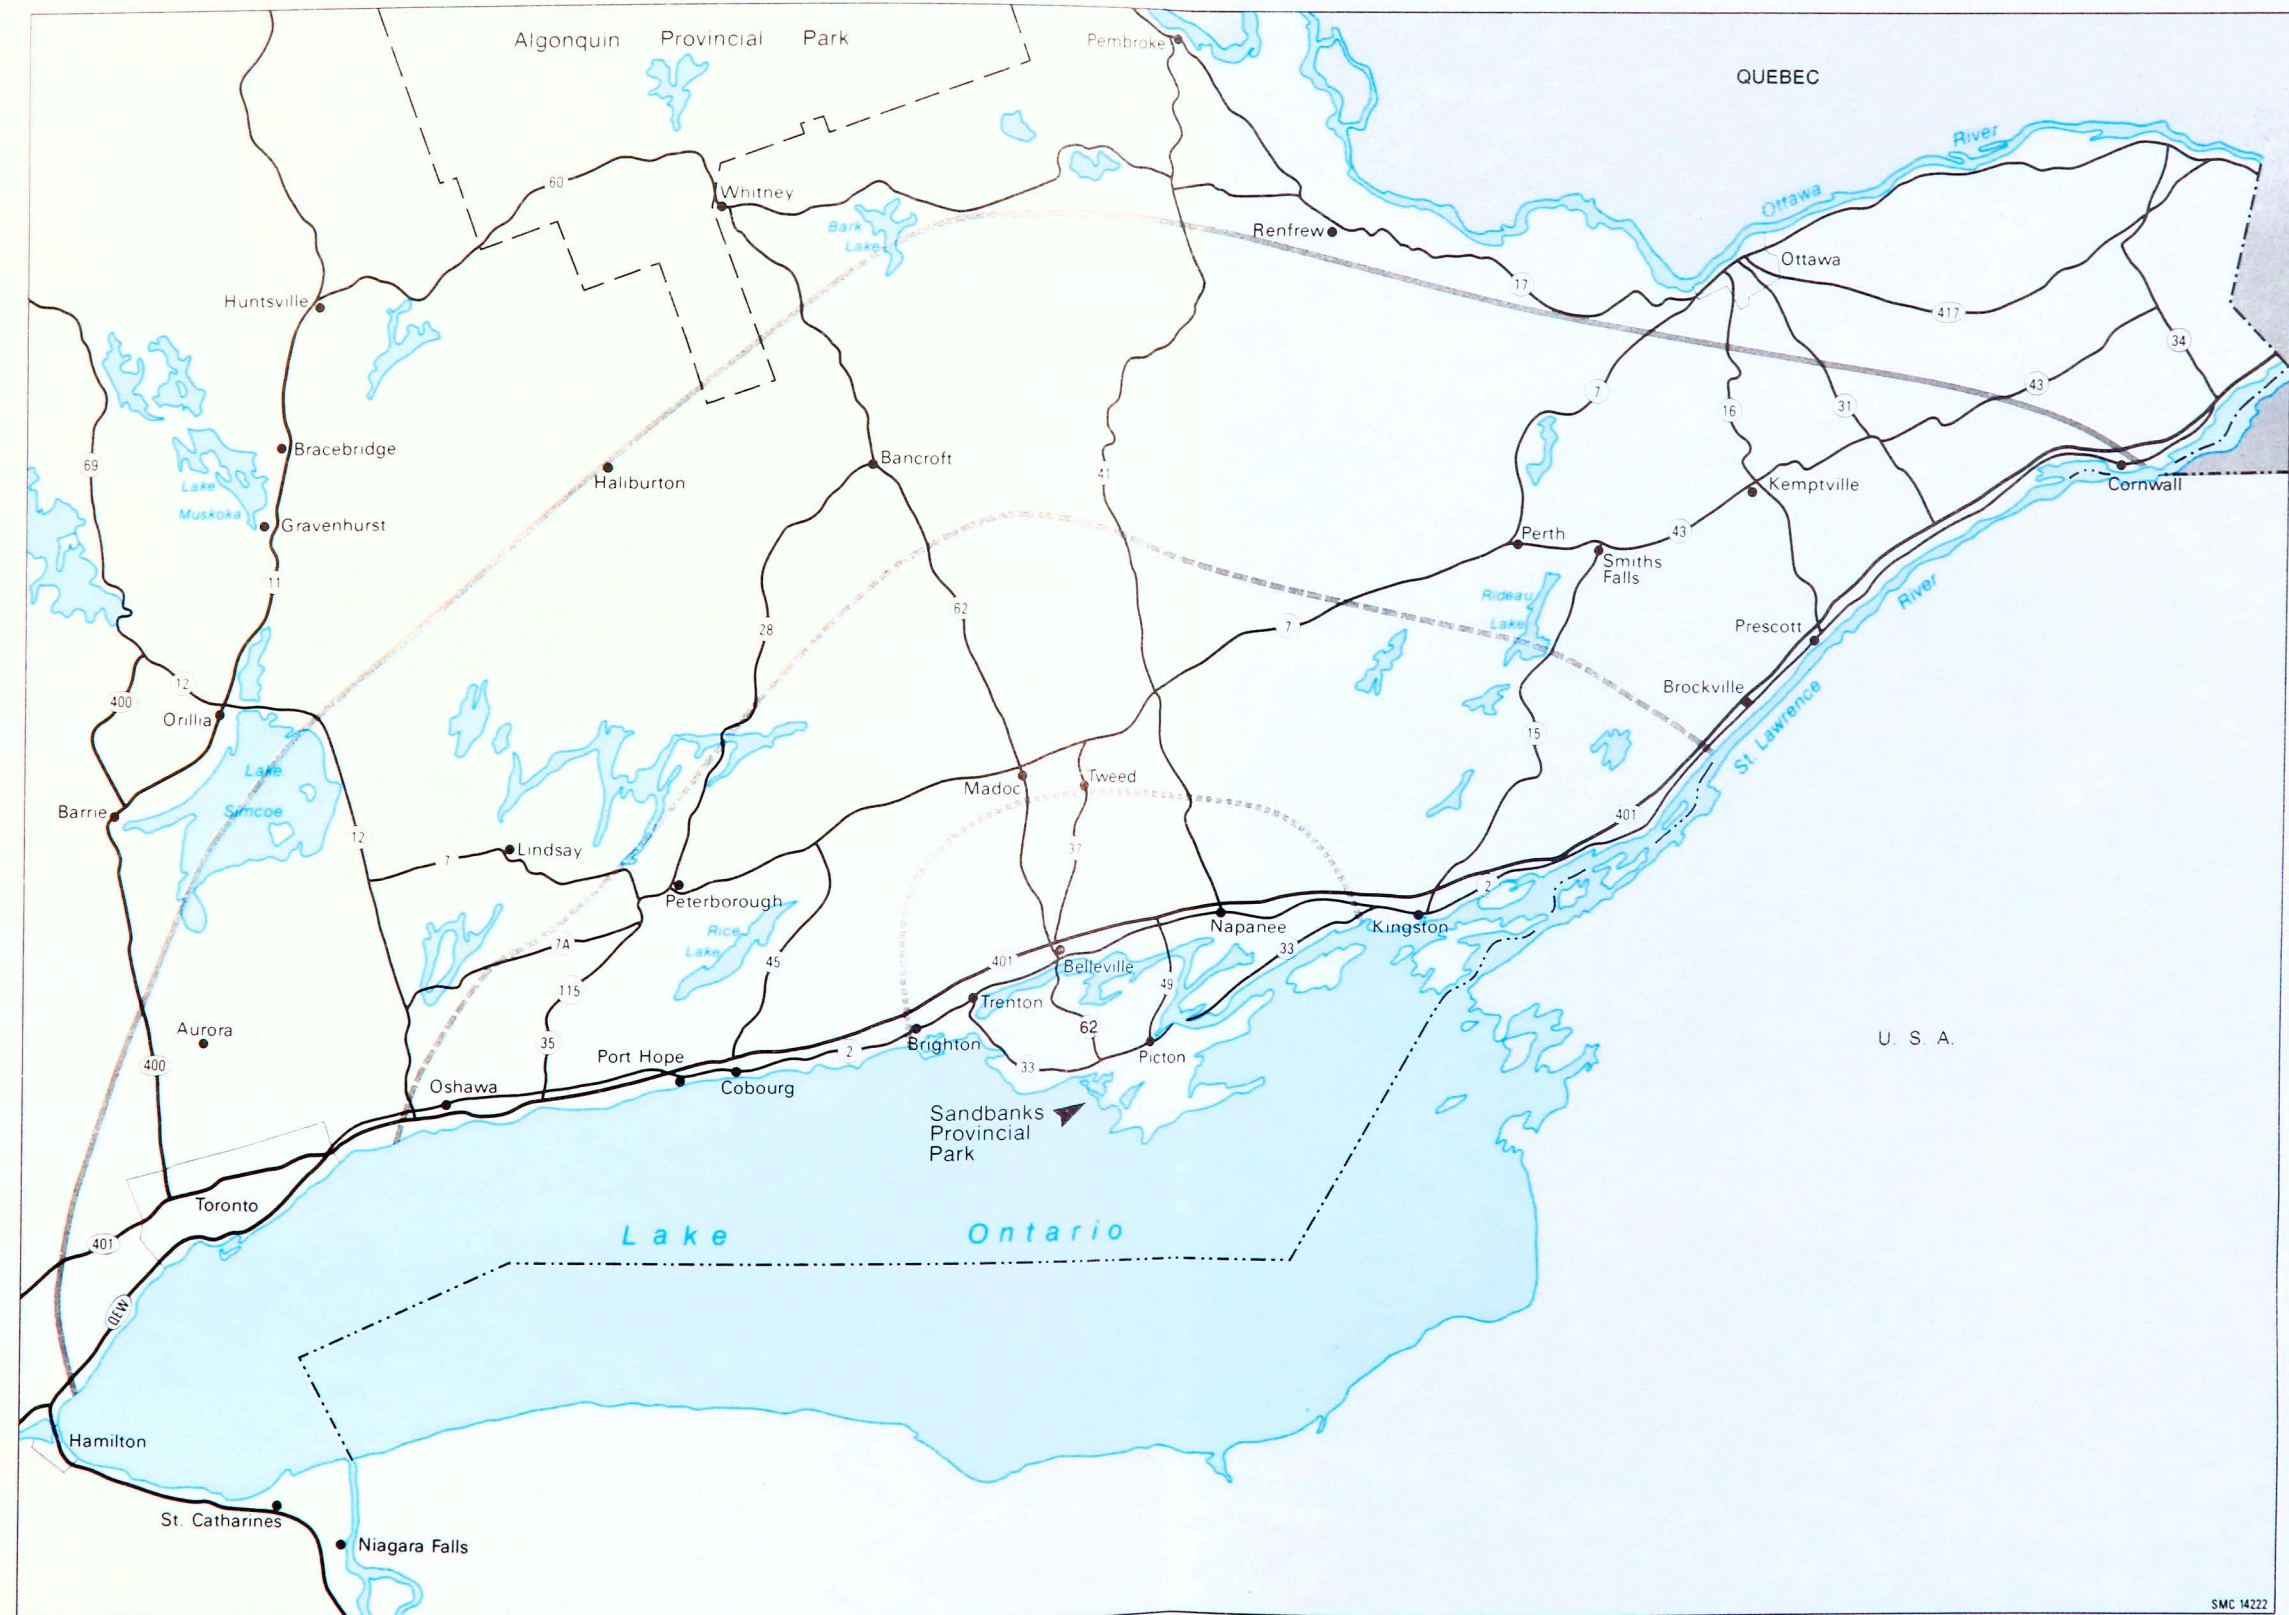 Algonquin Provincial Park
Pembroke
QUEBEC
River
Ottawa
60
Whitney
Bark
Lake
Renfrew
Ottawa
17
Huntsville
417
34
7
43
16
31
69
Bracebridge
Bancroft
Haliburton
41
Lake
Muskoka
Gravenhurst
Kemptville
Cornwall
Perth
43
Smiths
Falls
11
Rideau
Lake
River
62
28
7
Prescott
12
400
Orillia
Brockville
St. Lawrence
15
Lake
Simcoe
Madoc
Tweed
Barrie
401
12
7
Lindsay
37
Peterborough
2
Rice
Lake
Napanee
Kingston
7A
33
45
401
Belleville
115
49
Trenton
Aurora
62
35
Port Hope
2
Brighton
Picton
400
33
Oshawa
Cobourg
Sandbanks
Provincial
Park
U. S. A.
Toronto
401
Lake Ontario
QEW
Hamilton
St. Catharines
Niagara Falls
SMC 14222